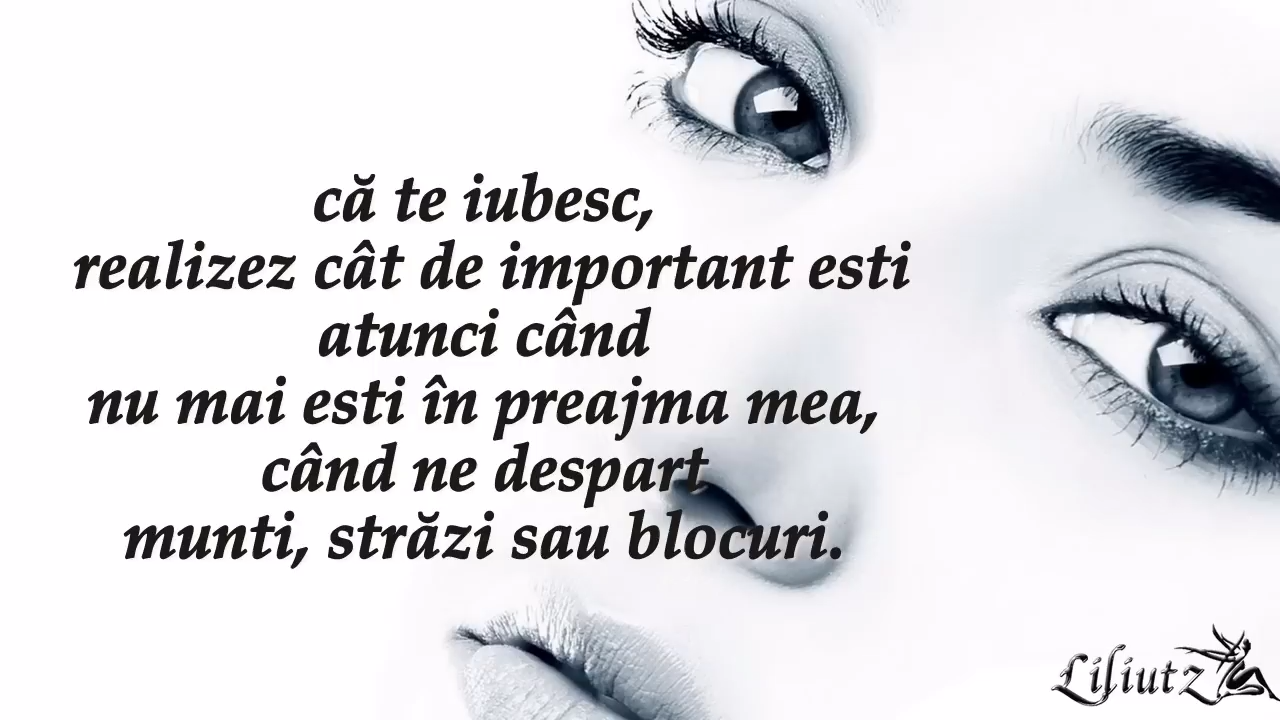 că te iubesc,
realizez cât de important esti
atunci când
nu mai esti în preajma mea,
când ne despart
munti, străzi sau blocuri.
Liliutz